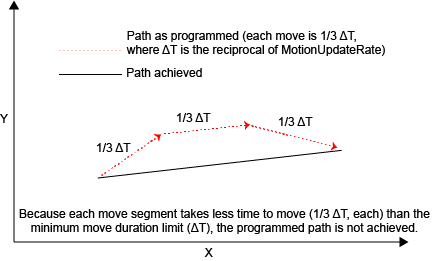 Path as programmed (each move is 1/3 ΔT,
where ΔT is the reciprocal of MotionUpdateRate)
Path achieved
Y
1/3 ΔT
1/3 ΔT
1/3 ΔT
Because each move segment takes less time to move (1/3 ΔT, each) than the
minimum move duration limit (ΔT), the programmed path is not achieved.
X